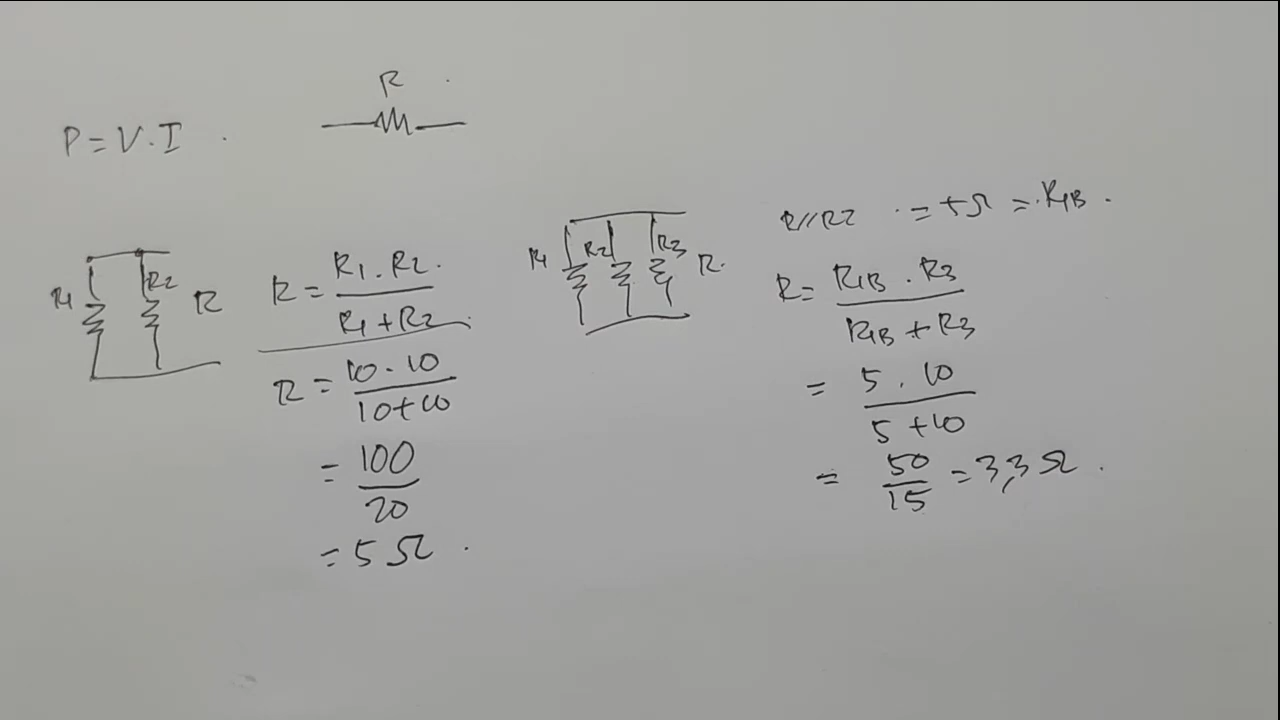 R
P = V . I
R1 R2 R
R = R1 . R2
R1 + R2
R = 10 . 10
10 + 10
= 100
20
= 5 Ω
R1 R2 R3 R
R//R2 = 5Ω = R1B
R = R1B . R3
R1B + R3
= 5 . 10
5 + 10
= 50
15
= 3,3 Ω